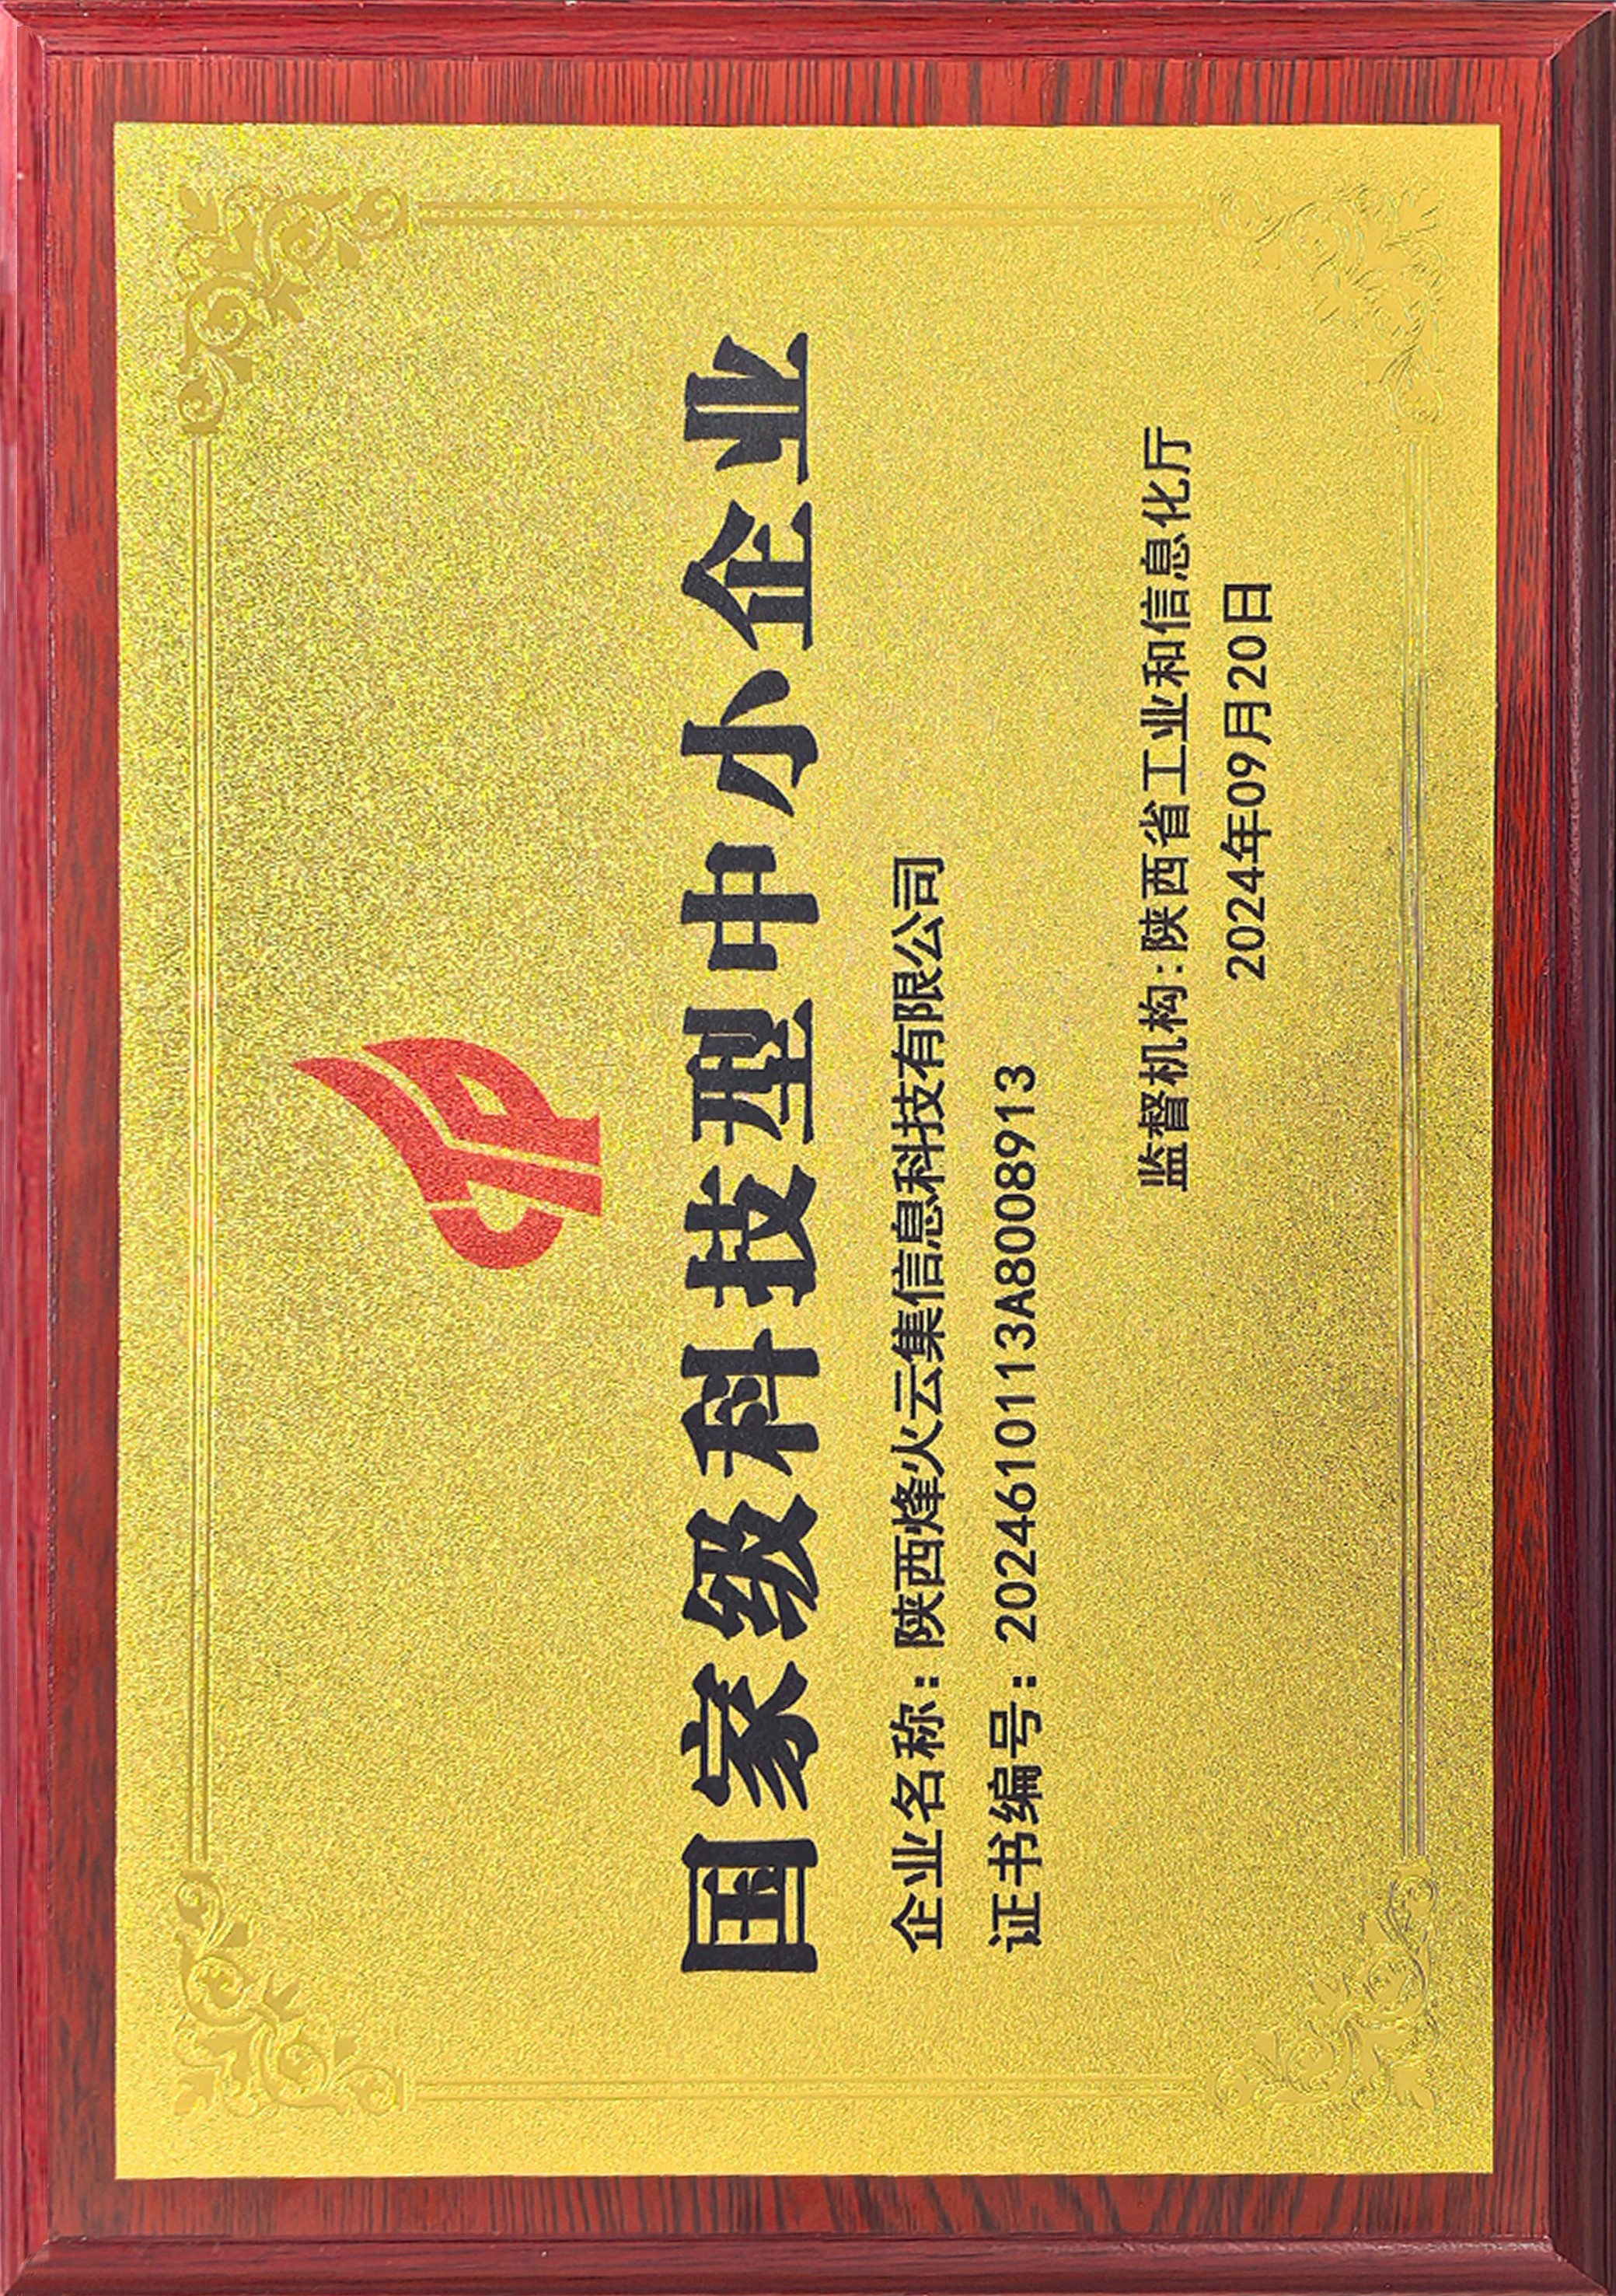 国家级科技型中小企业
企业名称：陕西烽火云集信息科技有限公司
证书编号：2024610113A8008913
监督机构：陕西省工业和信息化厅
2024年09月20日